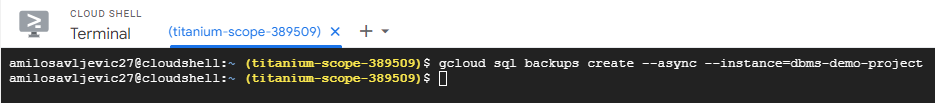 CLOUD SHELL
Terminal
(titanium-scope-389509) × + ▾
amilosavljevic27@cloudshell:~ (titanium-scope-389509)$ gcloud sql backups create --async --instance=dbms-demo-project
amilosavljevic27@cloudshell:~ (titanium-scope-389509)$